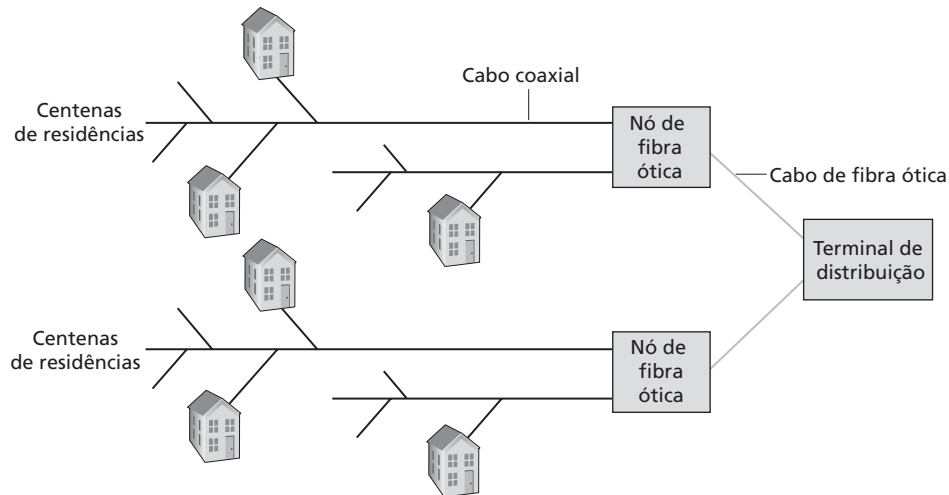 Cabo coaxial
Centenas
de residências
Nó de
fibra
ótica
Cabo de fibra ótica
Terminal de
distribuição
Centenas
de residências
Nó de
fibra
ótica